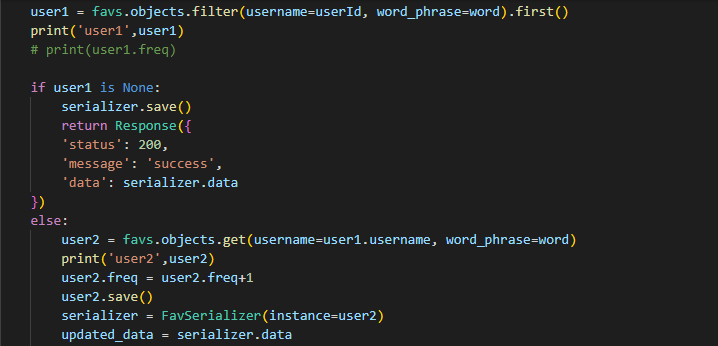 user1 = favs.objects.filter(username=userId, word_phrase=word).first()
print('user1',user1)
# print(user1.freq)
if user1 is None:
serializer.save()
return Response({
'status': 200,
'message': 'success',
'data': serializer.data
})
else:
user2 = favs.objects.get(username=user1.username, word_phrase=word)
print('user2',user2)
user2.freq = user2.freq+1
user2.save()
serializer = FavSerializer(instance=user2)
updated_data = serializer.data